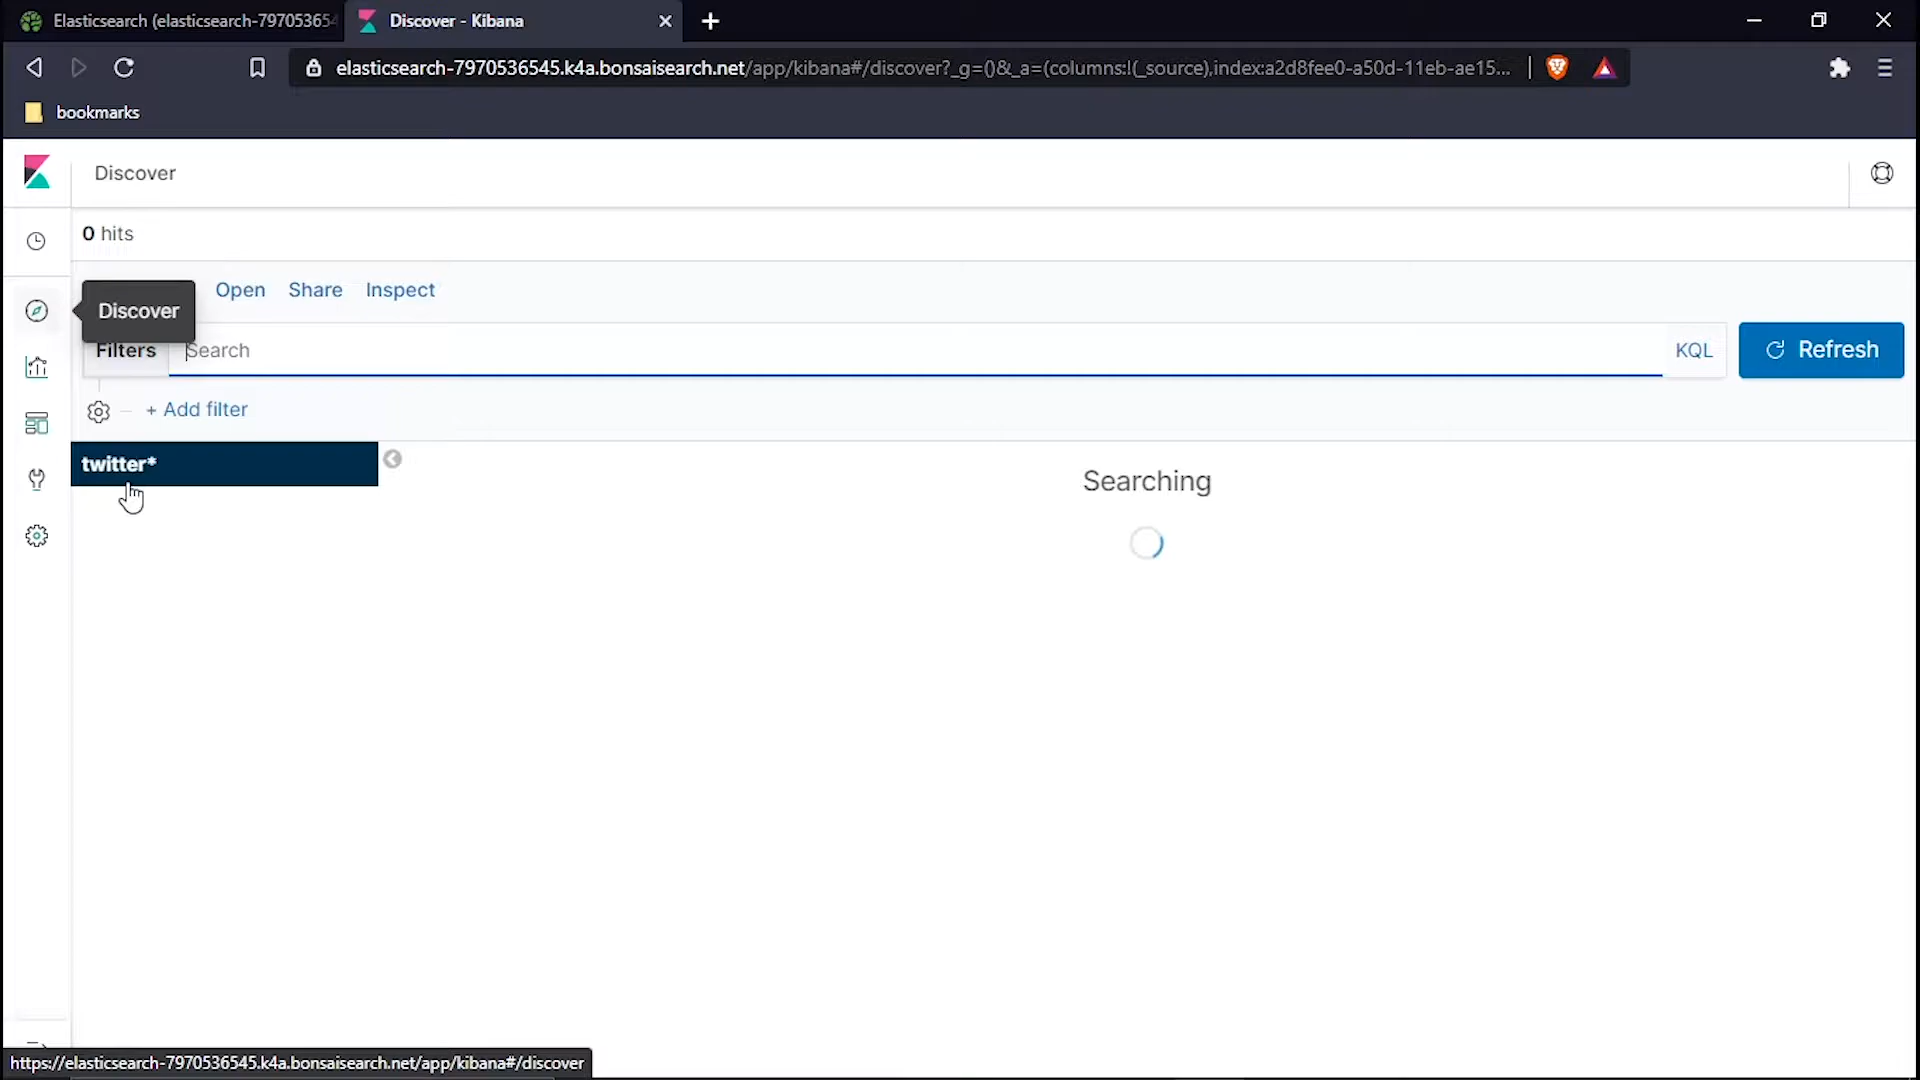 Elasticsearch (elasticsearch-797053654
Discover - Kibana
elasticsearch-7970536545.k4a.bonsaisearch.net/app/kibana#/discover?_g=()&_a=(columns:!(_source),index:a2d8fee0-a50d-11eb-ae15...
bookmarks
Discover
0 hits
Open Share Inspect
Discover
Filters Search KQL Refresh
+ Add filter
twitter*
Searching
https://elasticsearch-7970536545.k4a.bonsaisearch.net/app/kibana#/discover